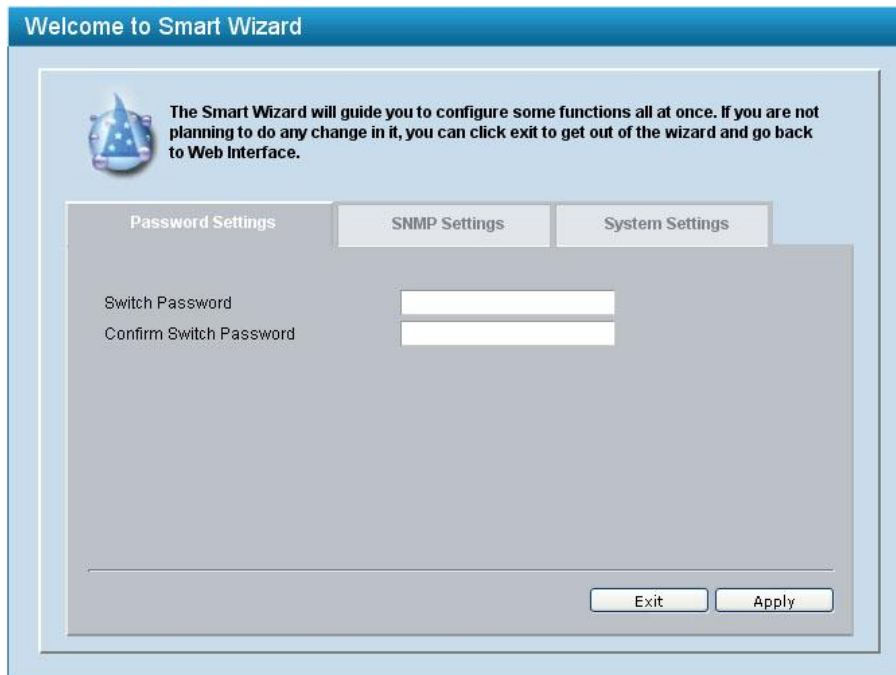 Welcome to Smart Wizard
The Smart Wizard will guide you to configure some functions all at once. If you are not
planning to do any change in it, you can click exit to get out of the wizard and go back
to Web Interface.
Password Settings
SNMP Settings
System Settings
Switch Password
Confirm Switch Password
Exit
Apply